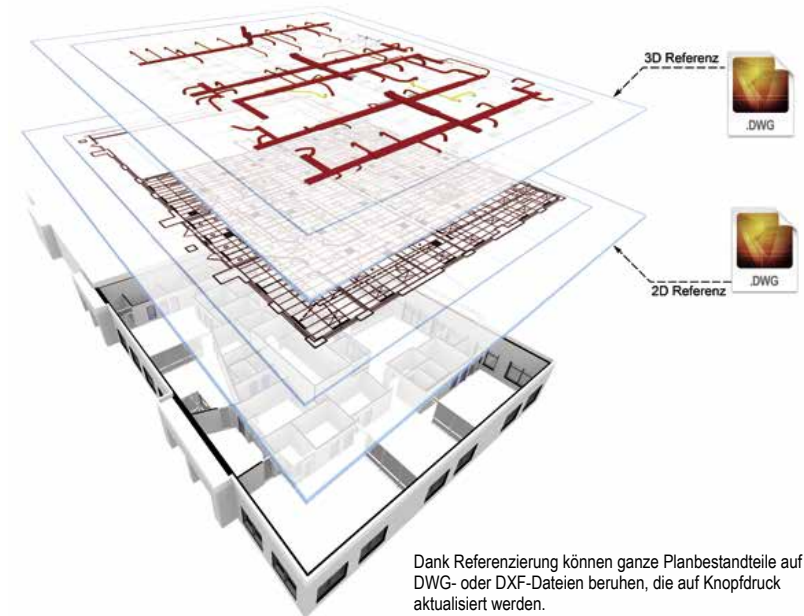 3D Referenz
.DWG
.DWG
2D Referenz
Dank Referenzierung können ganze Planbestandteile auf
DWG- oder DXF-Dateien beruhen, die auf Knopfdruck
aktualisiert werden.